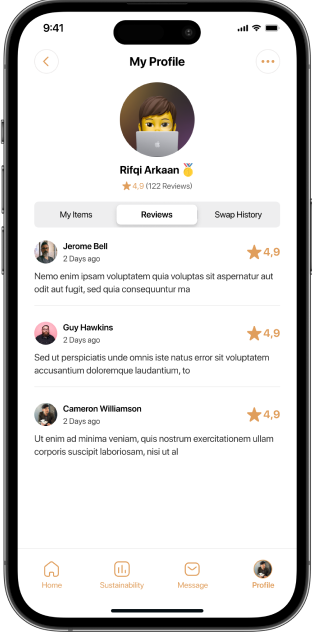 9:41
My Profile
Rifqi Arkaan 🥇
4,9 (122 Reviews)
My Items Reviews Swap History
Jerome Bell
2 Days ago
4,9
Nemo enim ipsam voluptatem quia voluptas sit aspernatur aut
odit aut fugit, sed quia consequuntur ma
Guy Hawkins
2 Days ago
4,9
Sed ut perspiciatis unde omnis iste natus error sit voluptatem
accusantium doloremque laudantium, to
Cameron Williamson
2 Days ago
4,9
Ut enim ad minima veniam, quis nostrum exercitationem ullam
corporis suscipit laboriosam, nisi ut al
Home Sustainability Message Profile